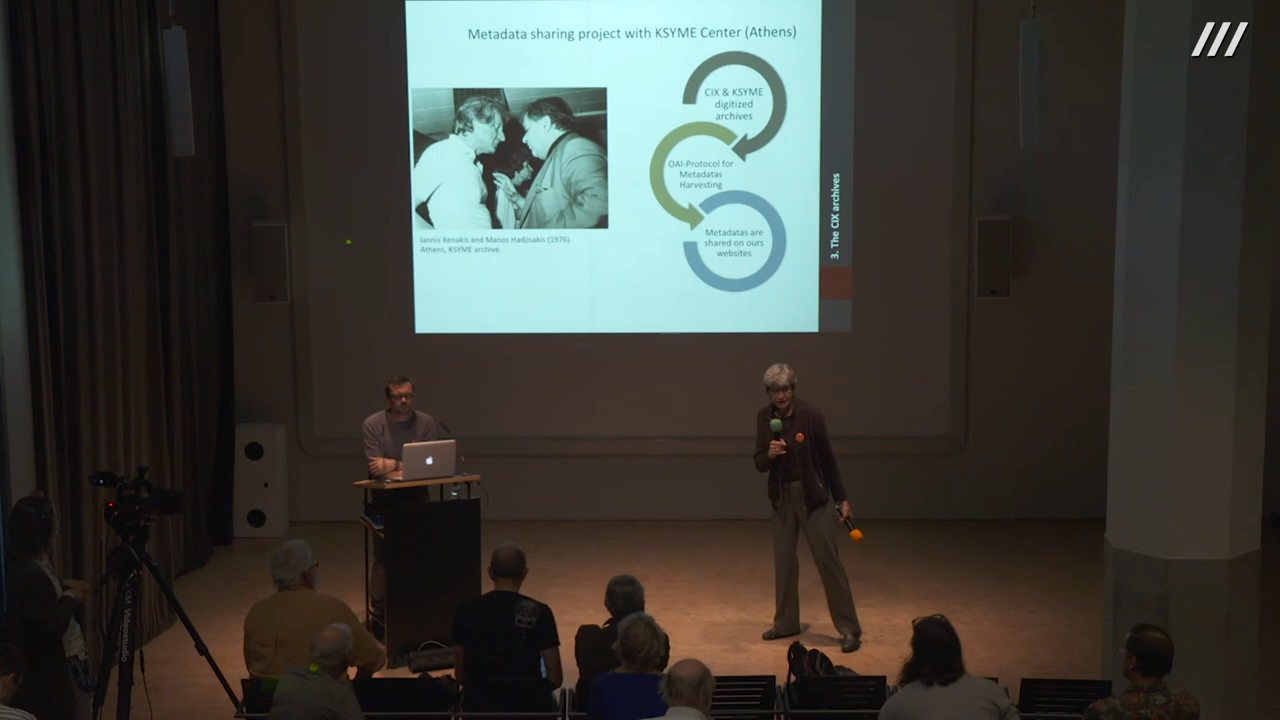 Metadata sharing project with KSYME Center (Athens)
CIX & KSYME
digitized
archives
OAI-Protocol for
Metadatas
Harvesting
Metadatas are
shared on ours
websites
Iannis Xenakis and Manos Hadjisakis (1976).
Athens, KSYME archive.
3. The CIX archives
Videostudio